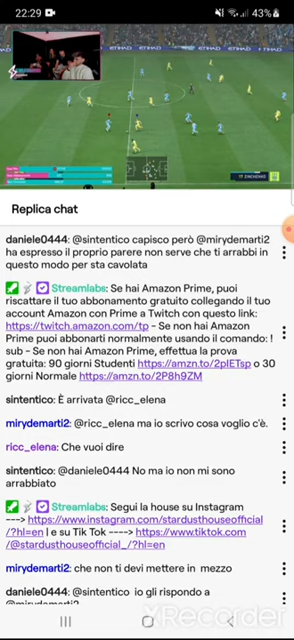 22:29
43%
ETIHAD
ETIHAD
ETIHAD
ZINCHENKO
Replica chat
daniele0444: @sintentico capisco però @mirydemarti2
ha espresso il proprio parere non serve che ti arrabbi
in questo modo per sta cavolata
Streamlabs: Se hai Amazon Prime, puoi
riscattare il tuo abbonamento gratuito collegando il tuo
account Amazon con Prime a Twitch con questo link:
https://twitch.amazon.com/tp - Se non hai Amazon
Prime puoi abbonarti normalmente usando il comando: !
sub - Se non hai Amazon Prime, effettua la prova
gratuita: 90 giorni Studenti https://amzn.to/2pIETsp o 30
giorni Normale https://amzn.to/2P8h9ZM
sintentico: È arrivata @ricc_elena
mirydemarti2: @ricc_elena ma io scrivo cosa voglio c'è.
ricc_elena: Che vuoi dire
sintentico: @daniele0444 No ma io non mi sono
arrabbiato
Streamlabs: Segui la house su Instagram
---> https://www.instagram.com/stardusthouseofficial
/?hl=en | e su Tik Tok ----> https://www.tiktok.com
/@stardusthouseofficial_/?hl=en
mirydemarti2: che non ti devi mettere in mezzo
daniele0444: @sintentico io gli rispondo a
@mirydemarti2
XRECORDER